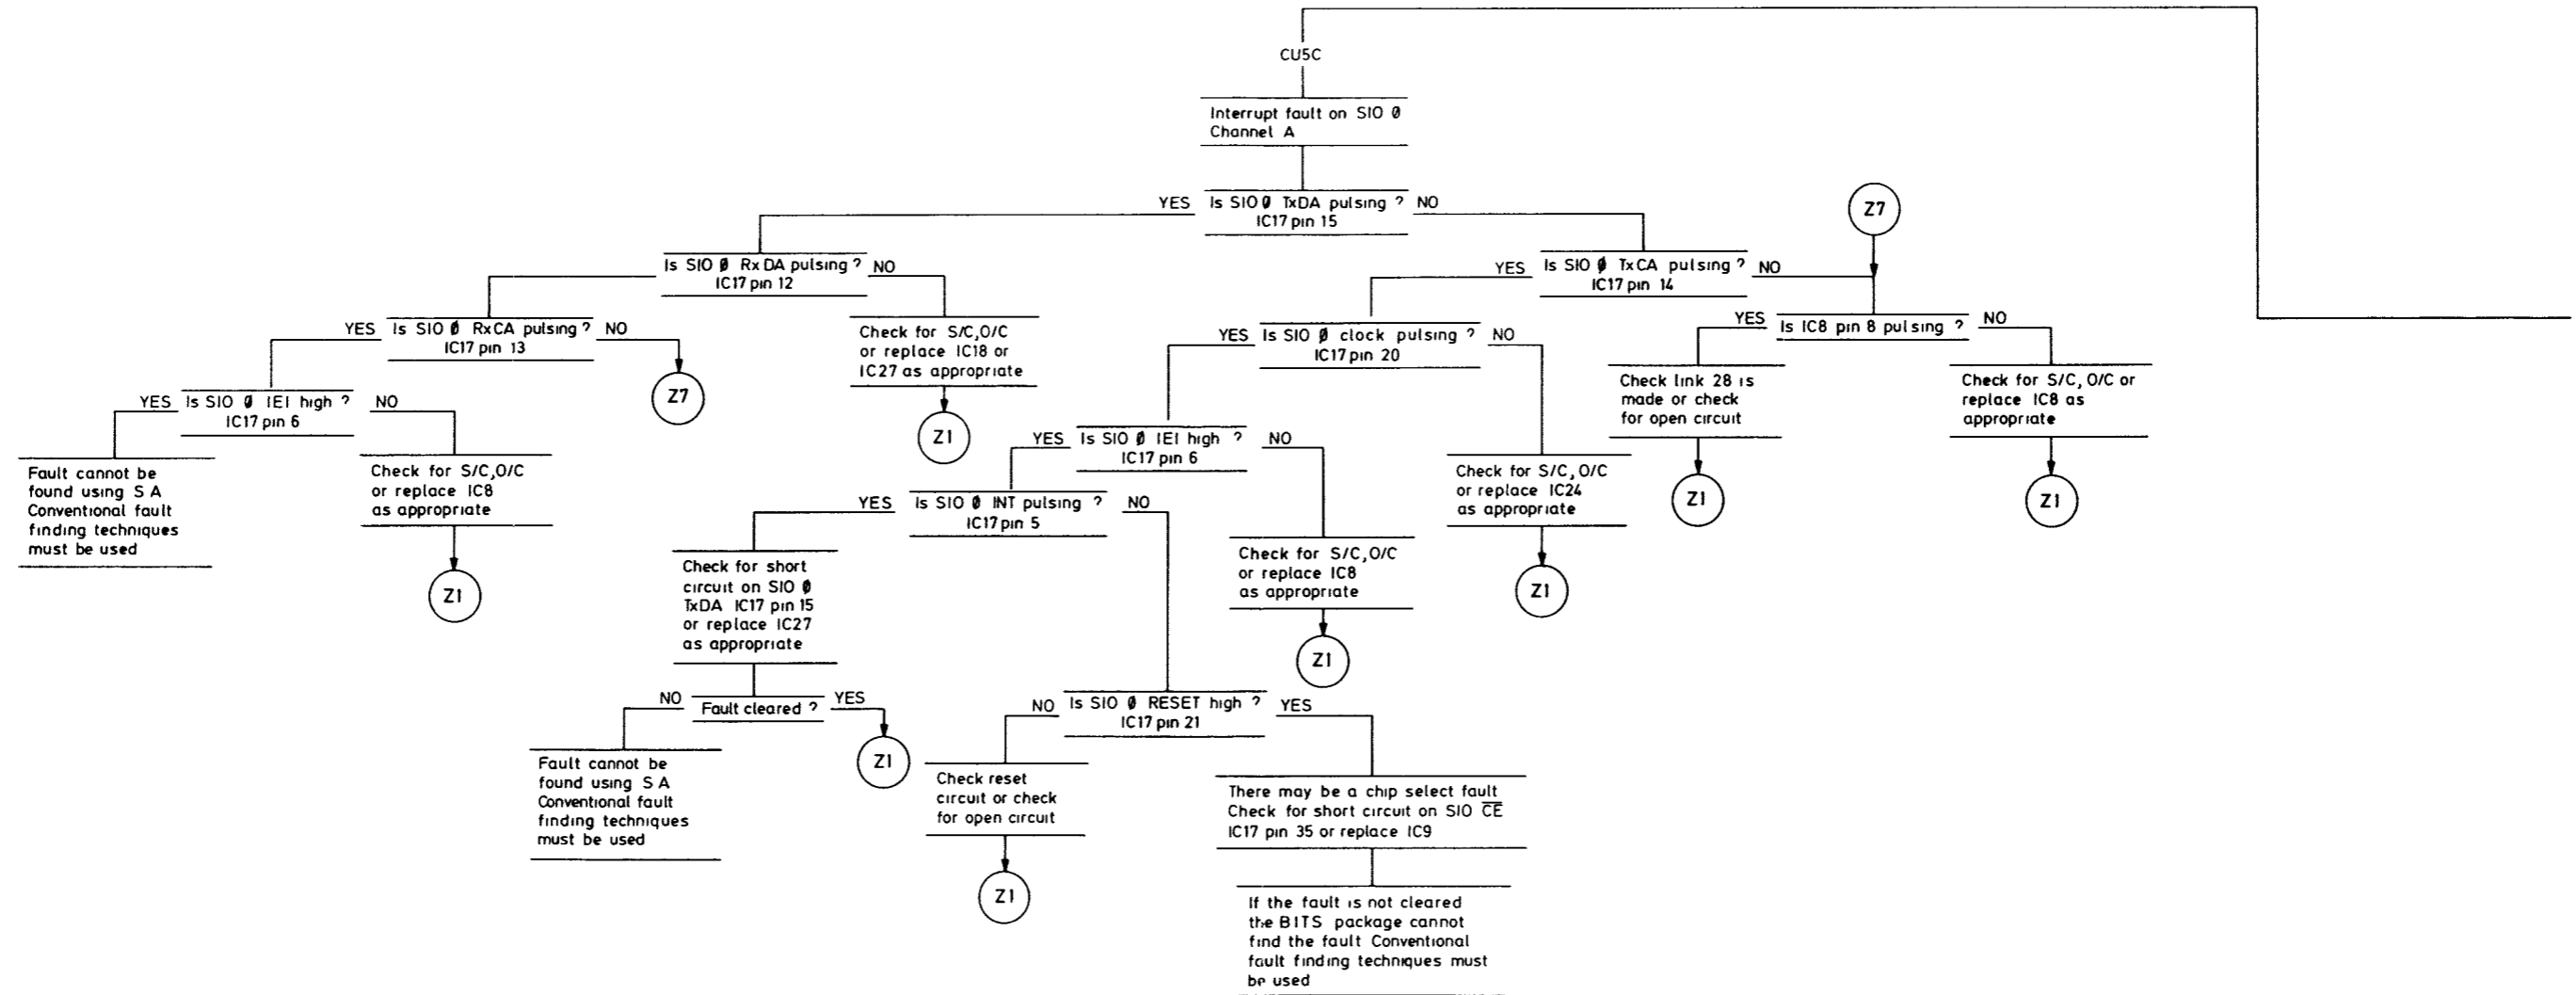 CU5C
Interrupt fault on SIO Ø
Channel A
YES
Is SIO Ø TxDA pulsing ?
IC17 pin 15
NO
Z7
Is SIO Ø RxDA pulsing ?
IC17 pin 12
NO
YES
Is SIO Ø TxCA pulsing ?
IC17 pin 14
NO
YES
Is SIO Ø RxCA pulsing ?
IC17 pin 13
NO
Check for S/C,O/C
or replace IC18 or
IC27 as appropriate
YES
Is SIO Ø clock pulsing ?
IC17 pin 20
NO
YES
Is IC8 pin 8 pulsing ?
NO
Z7
Z1
Check link 28 is
made or check
for open circuit
Check for S/C, O/C or
replace IC8 as
appropriate
YES
Is SIO Ø IEI high ?
IC17 pin 6
NO
YES
Is SIO Ø IEI high ?
IC17 pin 6
NO
Fault cannot be
found using S A
Conventional fault
finding techniques
must be used
Check for S/C,O/C
or replace IC8
as appropriate
Z1
YES
Is SIO Ø INT pulsing ?
IC17 pin 5
NO
Check for S/C, O/C
or replace IC24
as appropriate
Z1
Z1
Z1
Check for short
circuit on SIO Ø
TxDA IC17 pin 15
or replace IC27
as appropriate
Check for S/C,O/C
or replace IC8
as appropriate
Z1
NO
Fault cleared ?
YES
NO
Is SIO Ø RESET high ?
IC17 pin 21
YES
Fault cannot be
found using S A
Conventional fault
finding techniques
must be used
Z1
Check reset
circuit or check
for open circuit
Z1
There may be a chip select fault
Check for short circuit on SIO C̅E̅
IC17 pin 35 or replace IC9
If the fault is not cleared
the BITS package cannot
find the fault Conventional
fault finding techniques must
be used